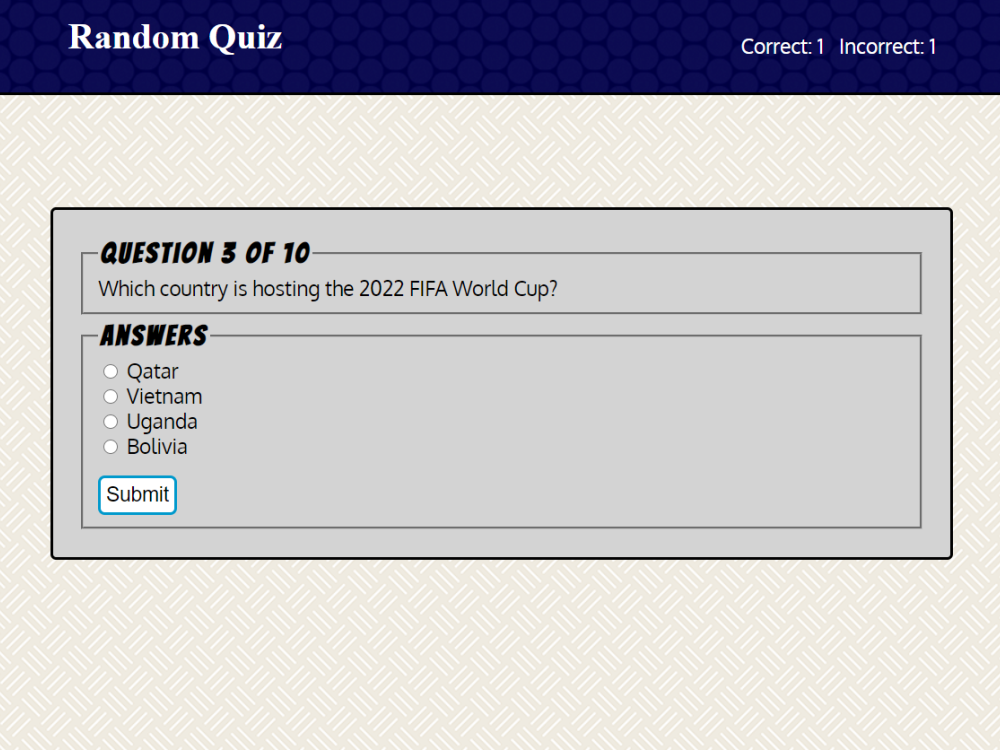 Random Quiz
Correct: 1 Incorrect: 1
QUESTION 3 OF 10
Which country is hosting the 2022 FIFA World Cup?
ANSWERS
Qatar
Vietnam
Uganda
Bolivia
Submit